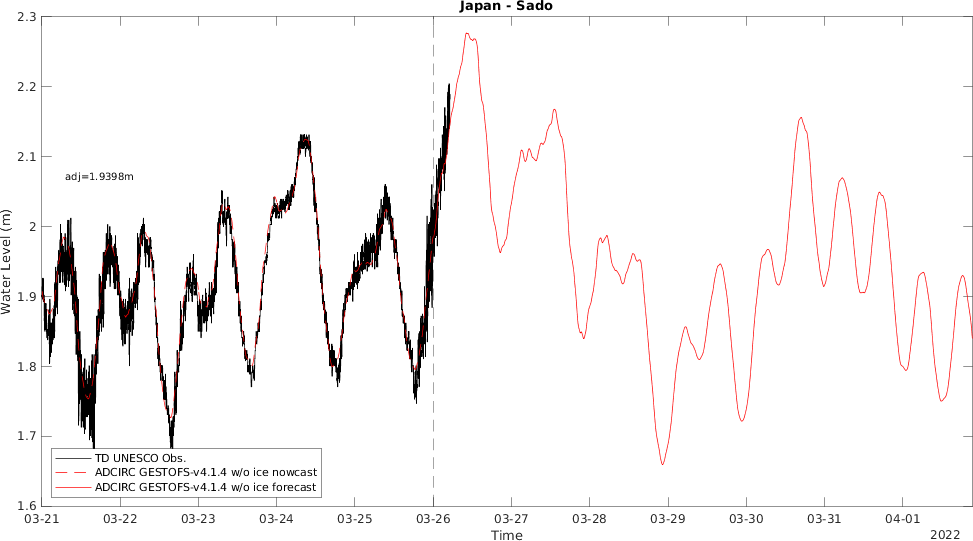 Japan - Sado
2.3
2.2
2.1
adj=1.9398m
2
Water Level (m)
1.9
1.8
1.7
TD UNESCO Obs.
ADCIRC GESTOFS-v4.1.4 w/o ice nowcast
ADCIRC GESTOFS-v4.1.4 w/o ice forecast
1.6
03-21 03-22 03-23 03-24 03-25 03-26 03-27 03-28 03-29 03-30 03-31 04-01
Time
2022